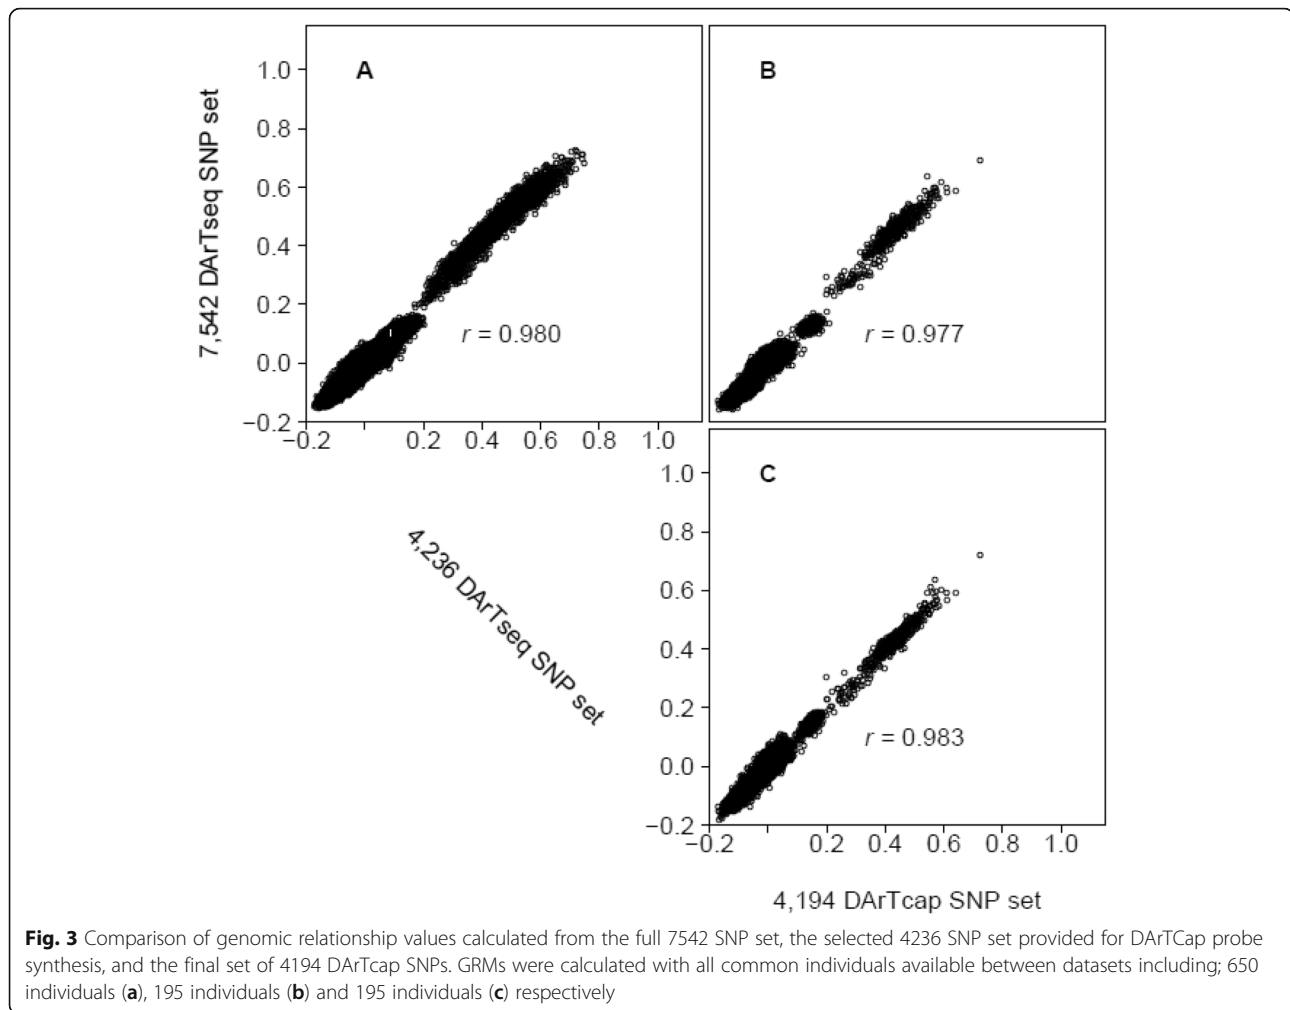 A
B
1.0
0.8
0.6
0.4
0.2
0.0
−0.2
7,542 DArTseq SNP set
r = 0.980
r = 0.977
−0.2
0.2
0.4
0.6
0.8
1.0
4,236 DArTseq SNP set
C
1.0
0.8
0.6
0.4
0.2
0.0
−0.2
r = 0.983
−0.2
0.2
0.4
0.6
0.8
1.0
4,194 DArTcap SNP set
Fig. 3 Comparison of genomic relationship values calculated from the full 7542 SNP set, the selected 4236 SNP set provided for DArTCap probe
synthesis, and the final set of 4194 DArTcap SNPs. GRMs were calculated with all common individuals available between datasets including; 650
individuals (a), 195 individuals (b) and 195 individuals (c) respectively